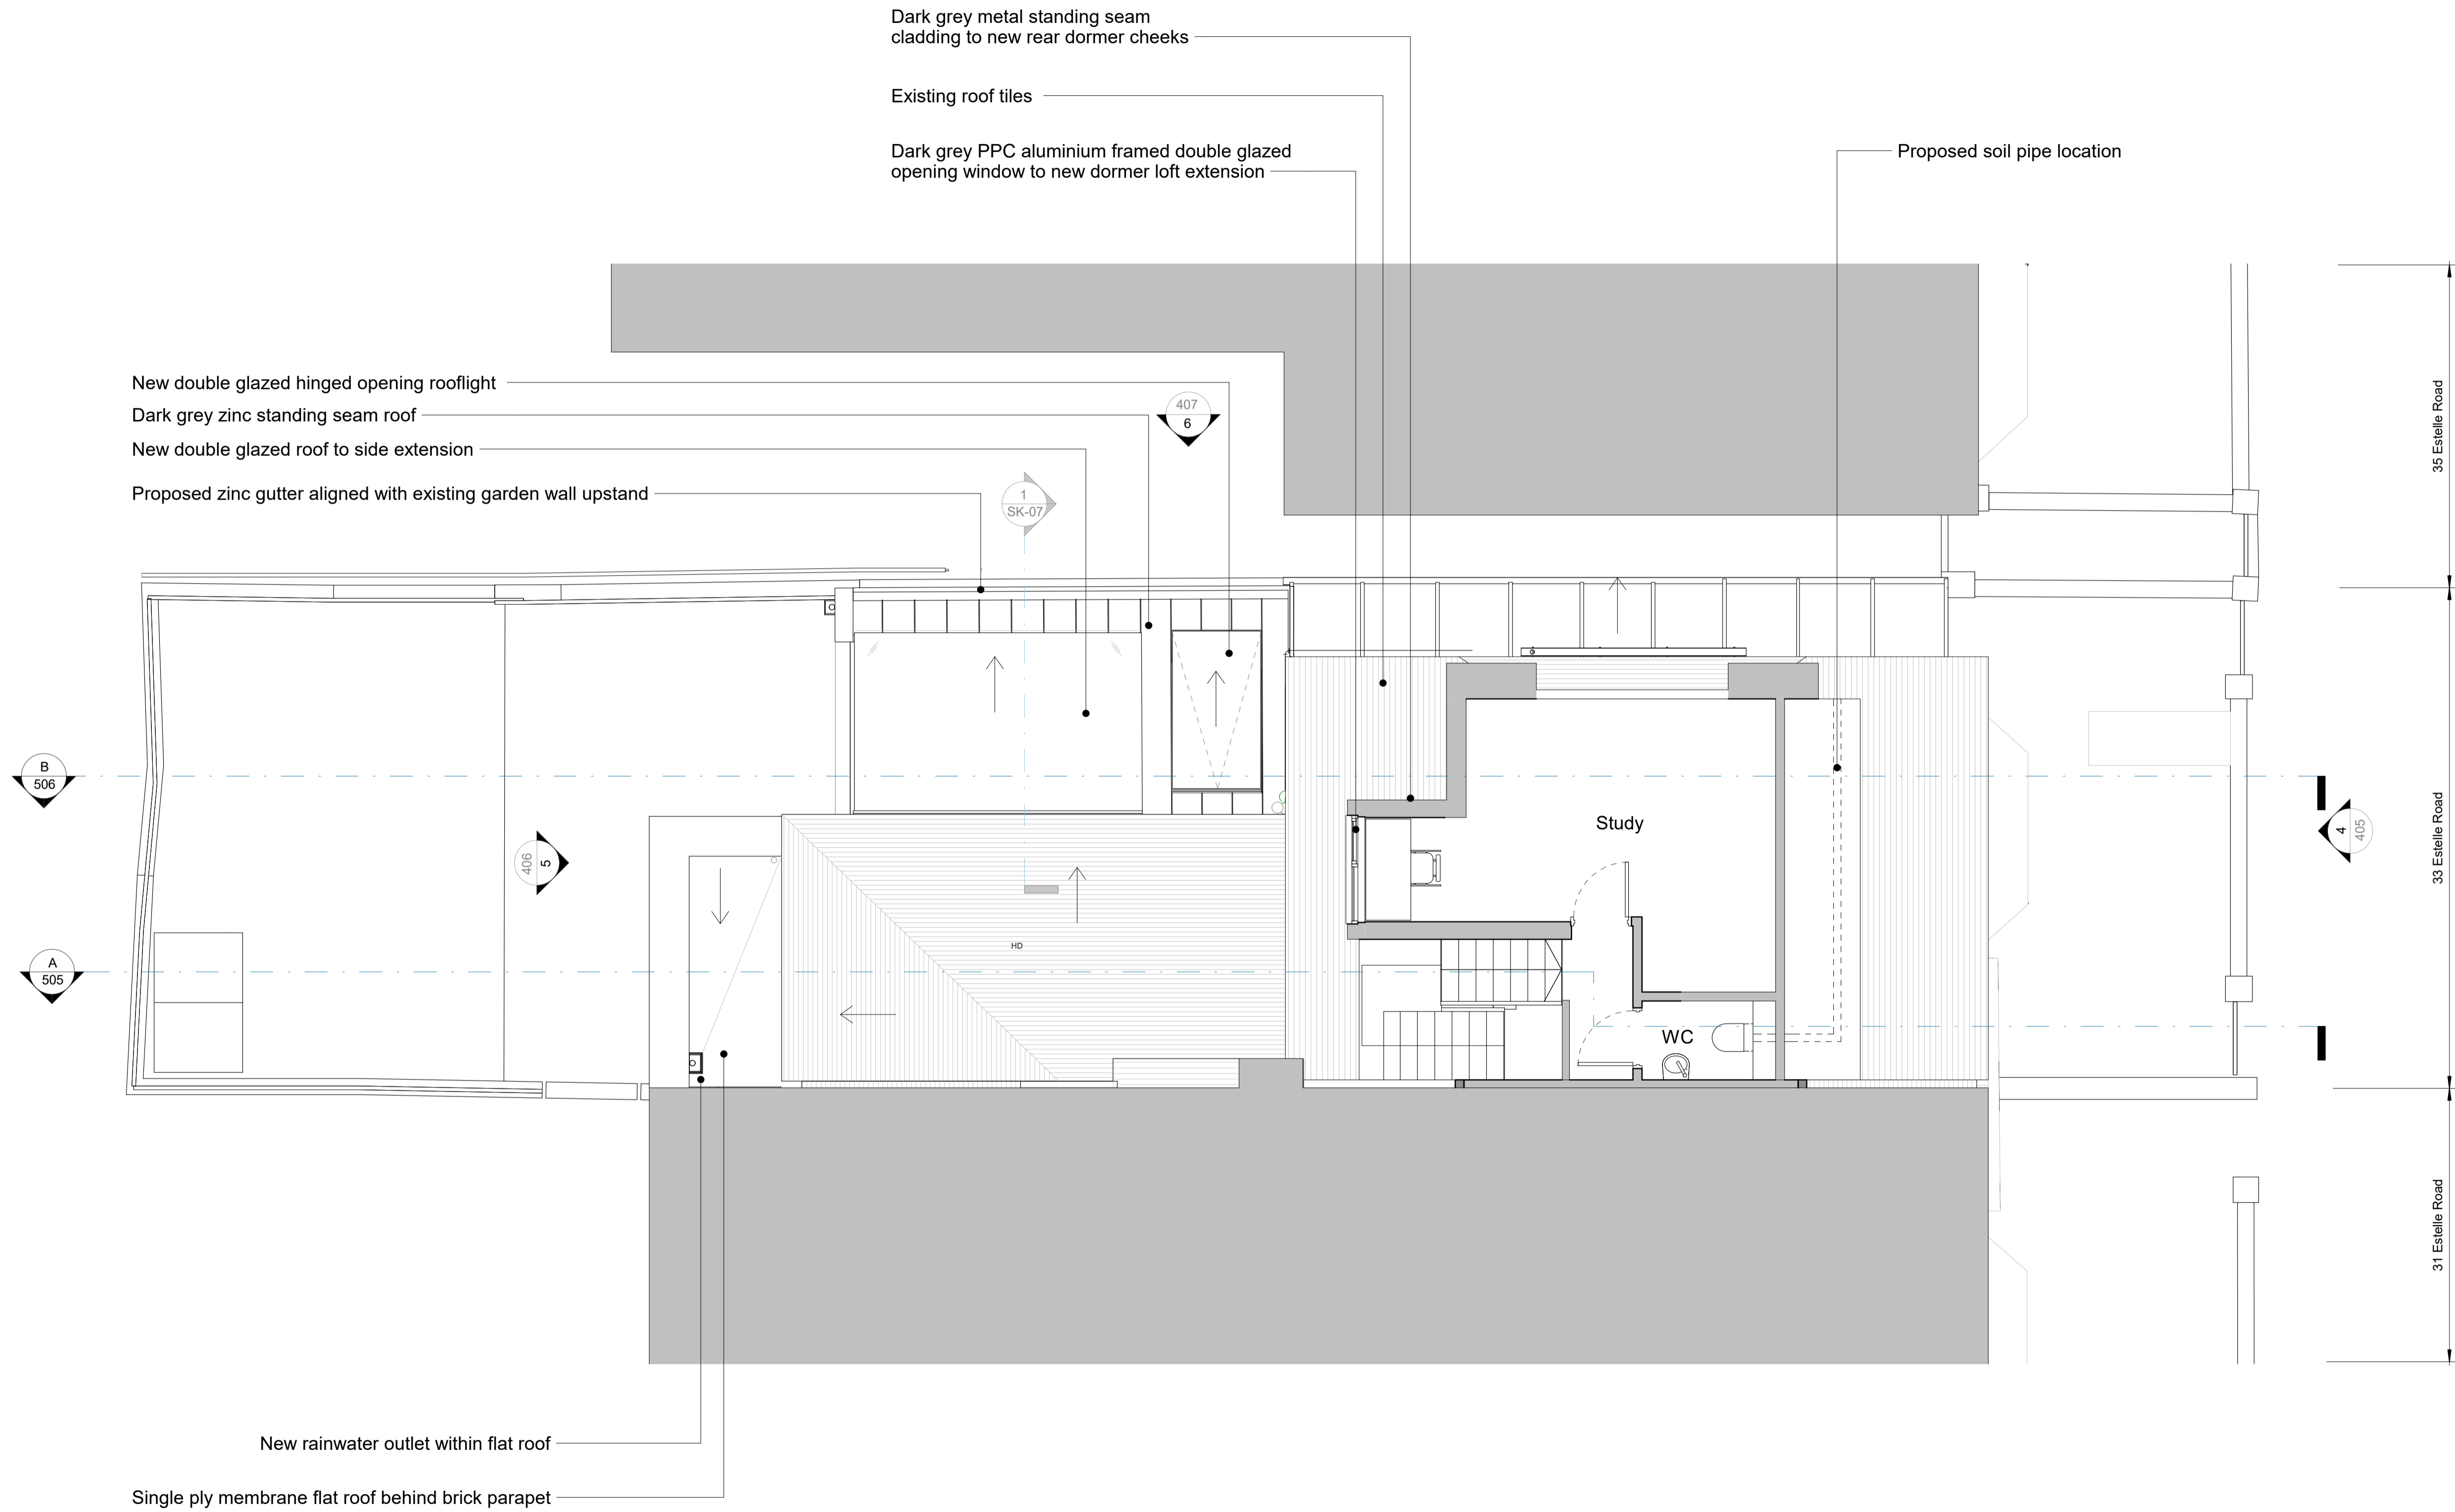 Dark grey metal standing seam
cladding to new rear dormer cheeks
Existing roof tiles
Dark grey PPC aluminium framed double glazed
opening window to new dormer loft extension
Proposed soil pipe location
New double glazed hinged opening rooflight
Dark grey zinc standing seam roof
New double glazed roof to side extension
Proposed zinc gutter aligned with existing garden wall upstand
407
6
1
SK-07
35 Estelle Road
B
506
406
5
Study
4
405
33 Estelle Road
HD
A
505
WC
31 Estelle Road
New rainwater outlet within flat roof
Single ply membrane flat roof behind brick parapet